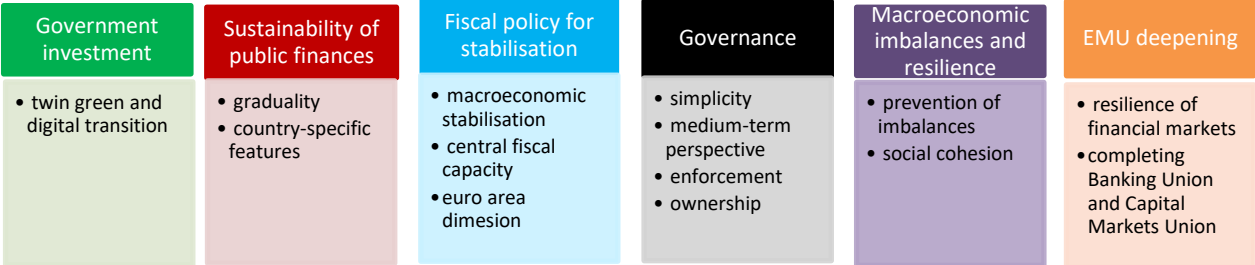 Government
investment
• twin green and
digital transition
Sustainability of
public finances
• graduality
• country-specific
features
Fiscal policy for
stabilisation
• macroeconomic
stabilisation
• central fiscal
capacity
• euro area
dimesion
Governance
• simplicity
• medium-term
perspective
• enforcement
• ownership
Macroeconomic
imbalances and
resilience
• prevention of
imbalances
• social cohesion
EMU deepening
• resilience of
financial markets
• completing
Banking Union
and Capital
Markets Union